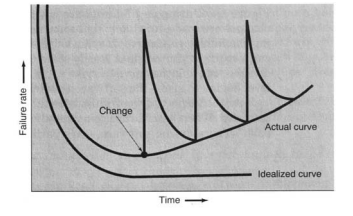 Failure rate
Change
Actual curve
Idealized curve
Time